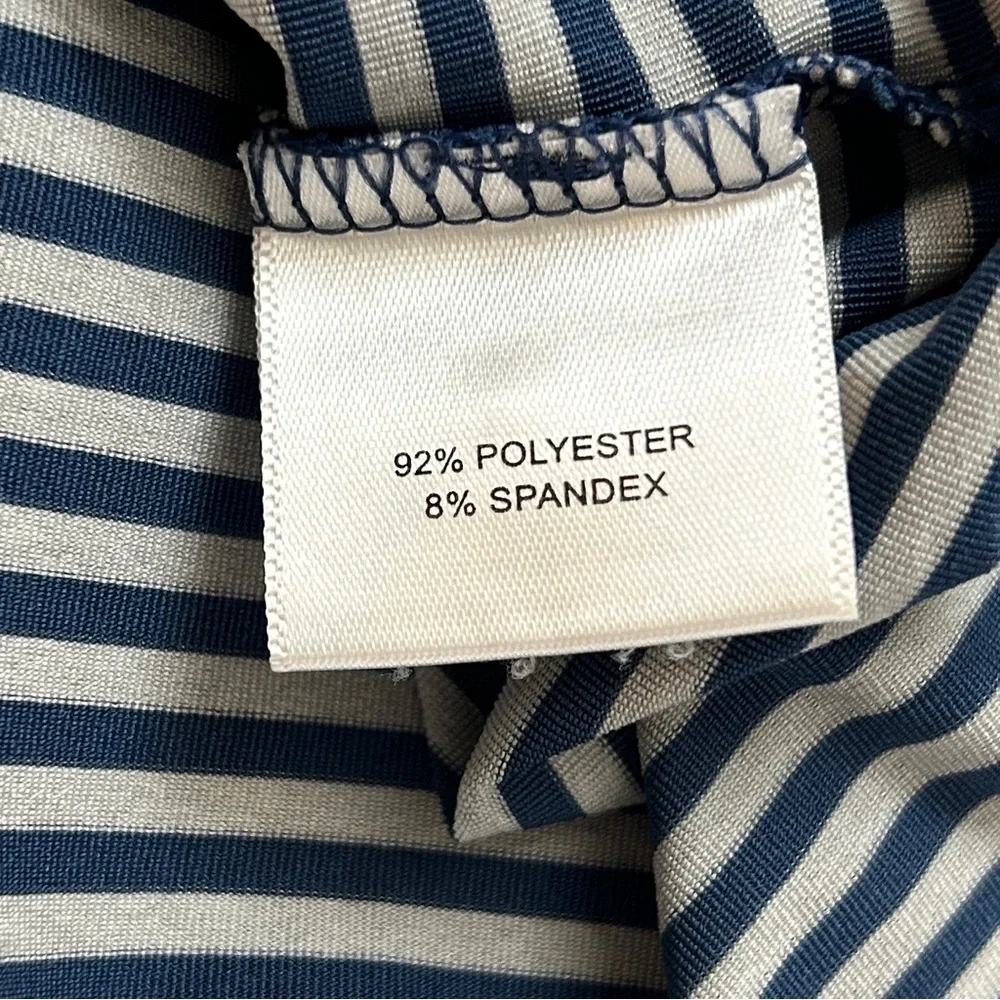 92% POLYESTER
8% SPANDEX